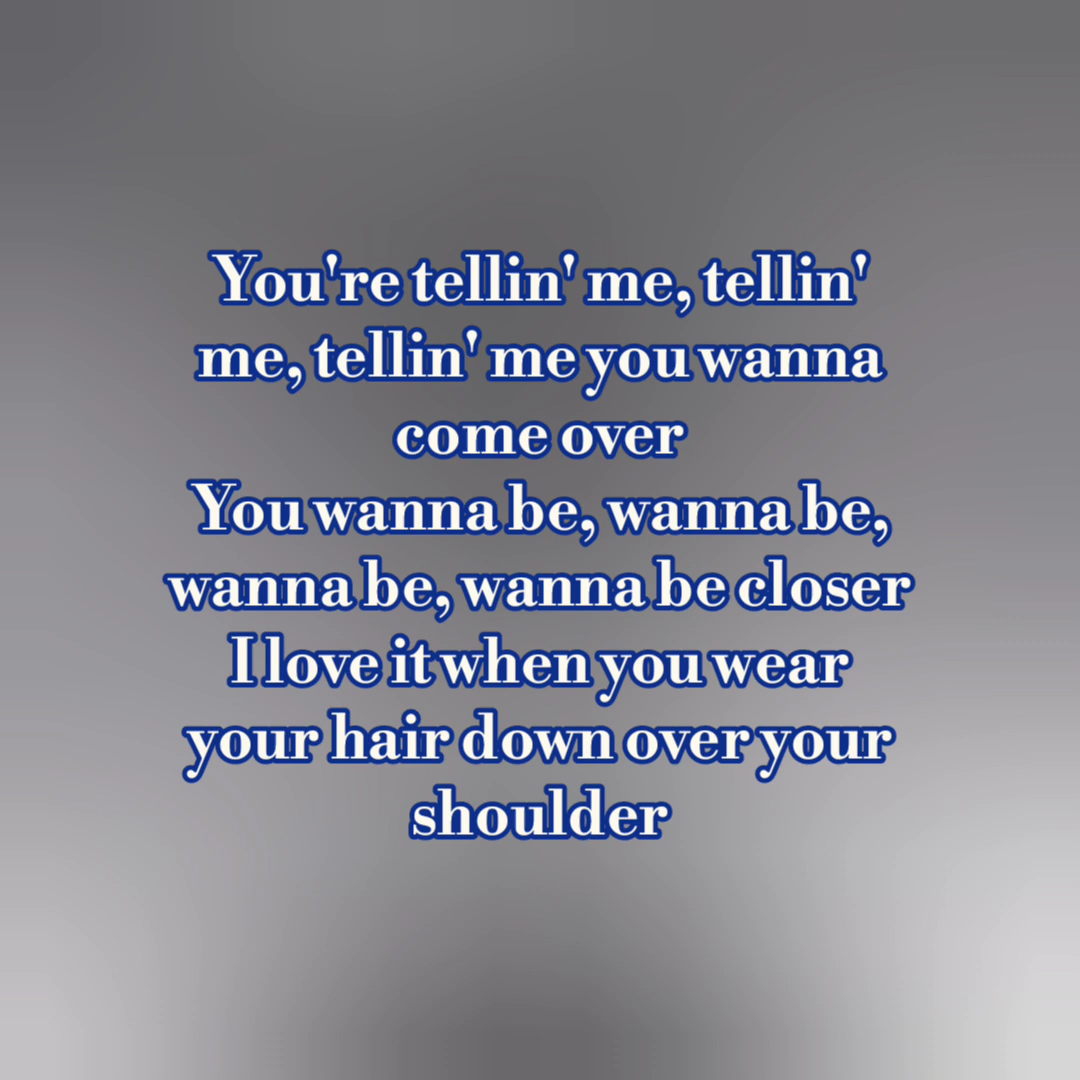 You're tellin' me, tellin'
me, tellin' me you wanna
come over
You wanna be, wanna be,
wanna be, wanna be closer
I love it when you wear
your hair down over your
shoulder